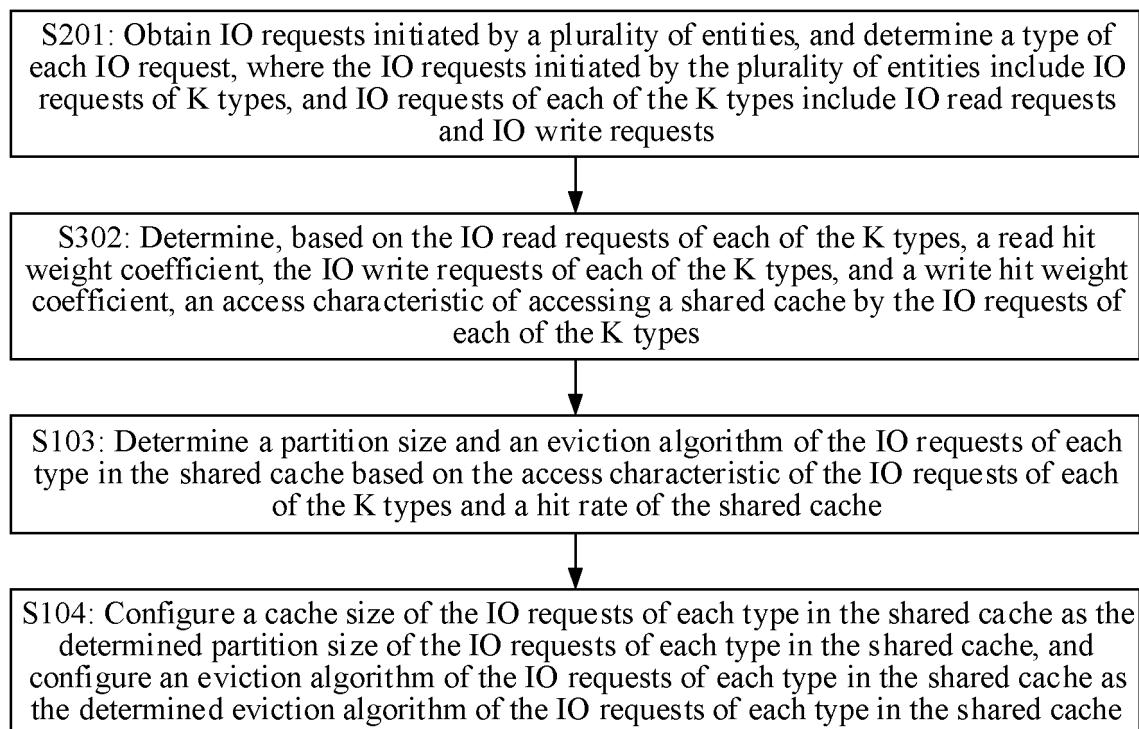 S201: Obtain IO requests initiated by a plurality of entities, and determine a type of
each IO request, where the IO requests initiated by the plurality of entities include IO
requests of K types, and IO requests of each of the K types include IO read requests
and IO write requests
S302: Determine, based on the IO read requests of each of the K types, a read hit
weight coefficient, the IO write requests of each of the K types, and a write hit weight
coefficient, an access characteristic of accessing a shared cache by the IO requests of
each of the K types
S103: Determine a partition size and an eviction algorithm of the IO requests of each
type in the shared cache based on the access characteristic of the IO requests of each
of the K types and a hit rate of the shared cache
S104: Configure a cache size of the IO requests of each type in the shared cache as the
determined partition size of the IO requests of each type in the shared cache, and
configure an eviction algorithm of the IO requests of each type in the shared cache as
the determined eviction algorithm of the IO requests of each type in the shared cache